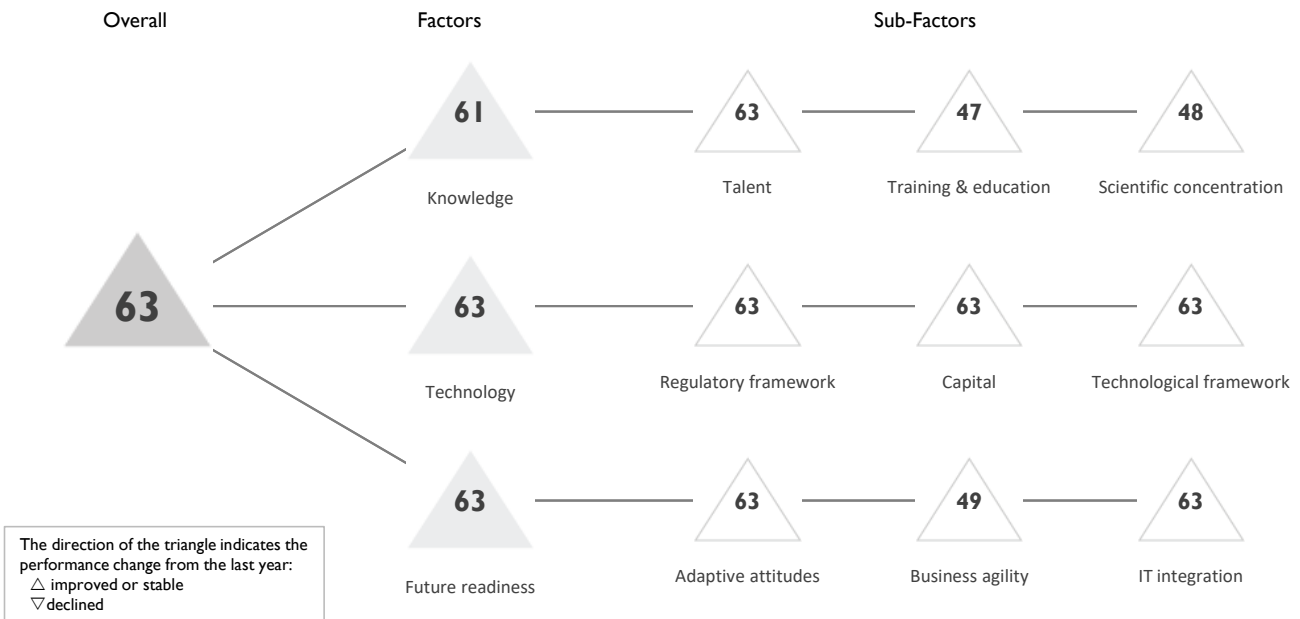 Overall
Factors
Sub-Factors
61
63
47
48
Knowledge
Talent
Training & education
Scientific concentration
63
63
63
63
63
Technology
Regulatory framework
Capital
Technological framework
63
63
49
63
Future readiness
Adaptive attitudes
Business agility
IT integration
The direction of the triangle indicates the
performance change from the last year:
△ improved or stable
▽ declined